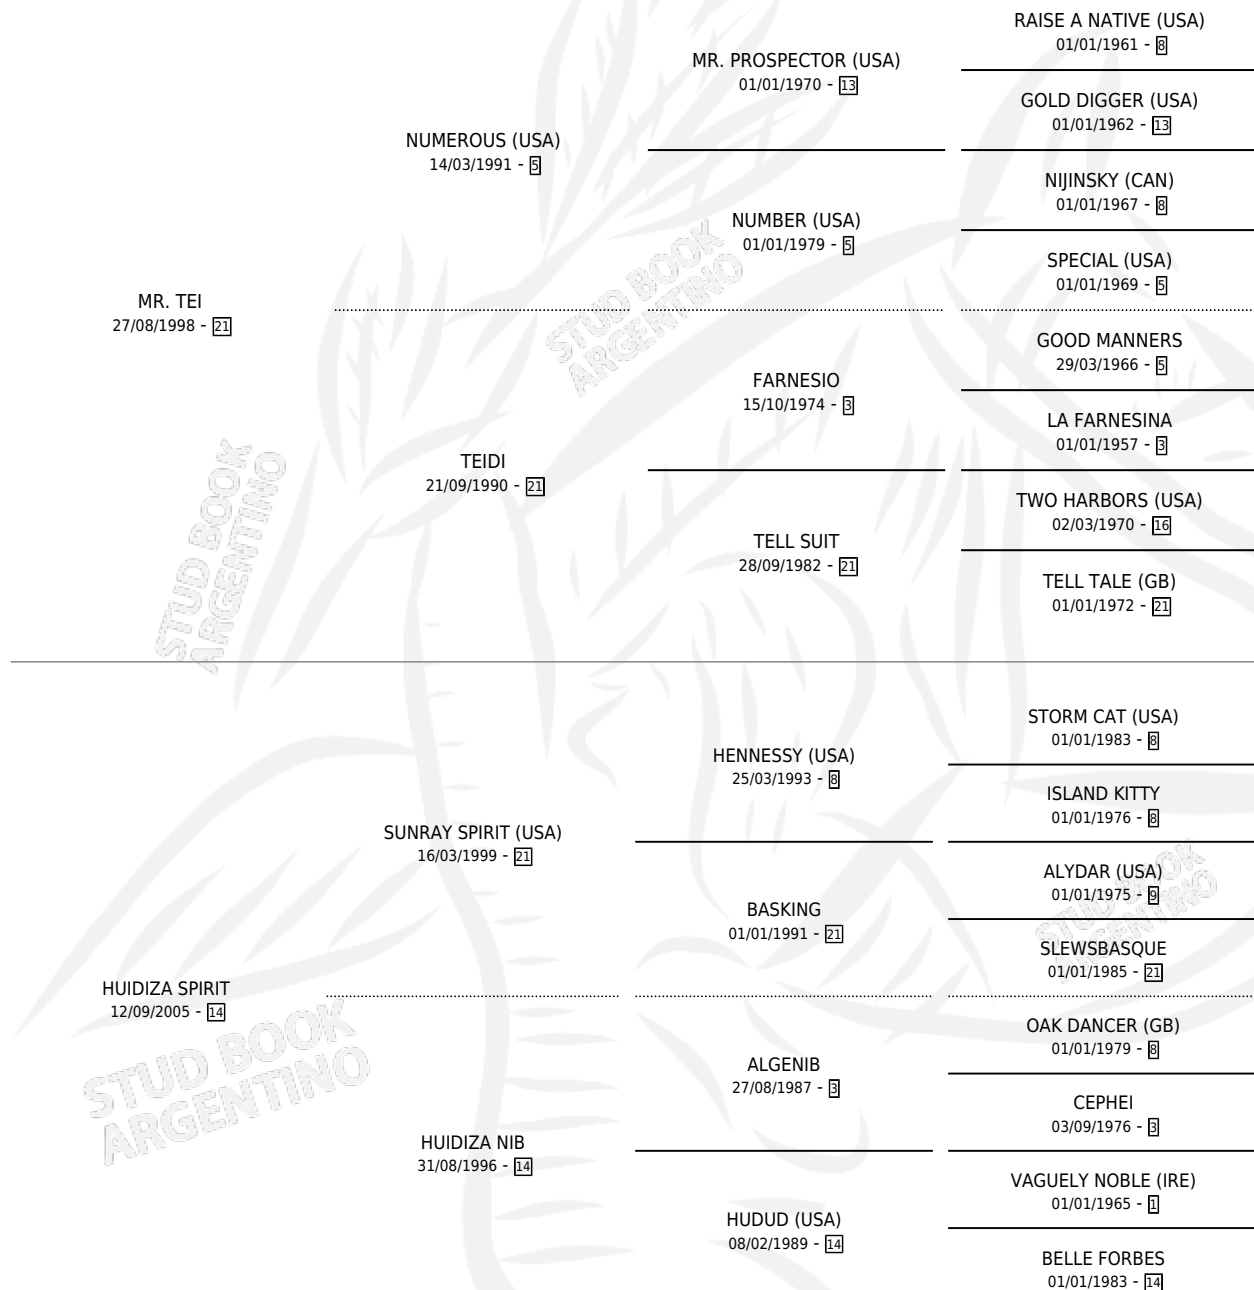 RAISE A NATIVE (USA)
01/01/1961 - 8
MR. PROSPECTOR (USA)
01/01/1970 - 13
GOLD DIGGER (USA)
01/01/1962 - 13
NUMEROUS (USA)
14/03/1991 - 5
NIJINSKY (CAN)
01/01/1967 - 8
NUMBER (USA)
01/01/1979 - 5
SPECIAL (USA)
01/01/1969 - 5
MR. TEI
27/08/1998 - 21
GOOD MANNERS
29/03/1966 - 5
FARNESIO
15/10/1974 - 3
LA FARNESINA
01/01/1957 - 3
TEIDI
21/09/1990 - 21
TWO HARBORS (USA)
02/03/1970 - 16
TELL SUIT
28/09/1982 - 21
TELL TALE (GB)
01/01/1972 - 21
STORM CAT (USA)
01/01/1983 - 8
HENNESSY (USA)
25/03/1993 - 8
ISLAND KITTY
01/01/1976 - 8
SUNRAY SPIRIT (USA)
16/03/1999 - 21
ALYDAR (USA)
01/01/1975 - 9
BASKING
01/01/1991 - 21
SLEWSBASQUE
01/01/1985 - 21
HUIDIZA SPIRIT
12/09/2005 - 14
OAK DANCER (GB)
01/01/1979 - 8
ALGENIB
27/08/1987 - 3
CEPHEI
03/09/1976 - 3
HUIDIZA NIB
31/08/1996 - 14
VAGUELY NOBLE (IRE)
01/01/1965 - 1
HUDUD (USA)
08/02/1989 - 14
BELLE FORBES
01/01/1983 - 14
STUD BOOK
ARGENTINO
STUD BOOK
ARGENTINO
STUD BOOK
ARGENTINO
STUD BOOK
ARGENTINO